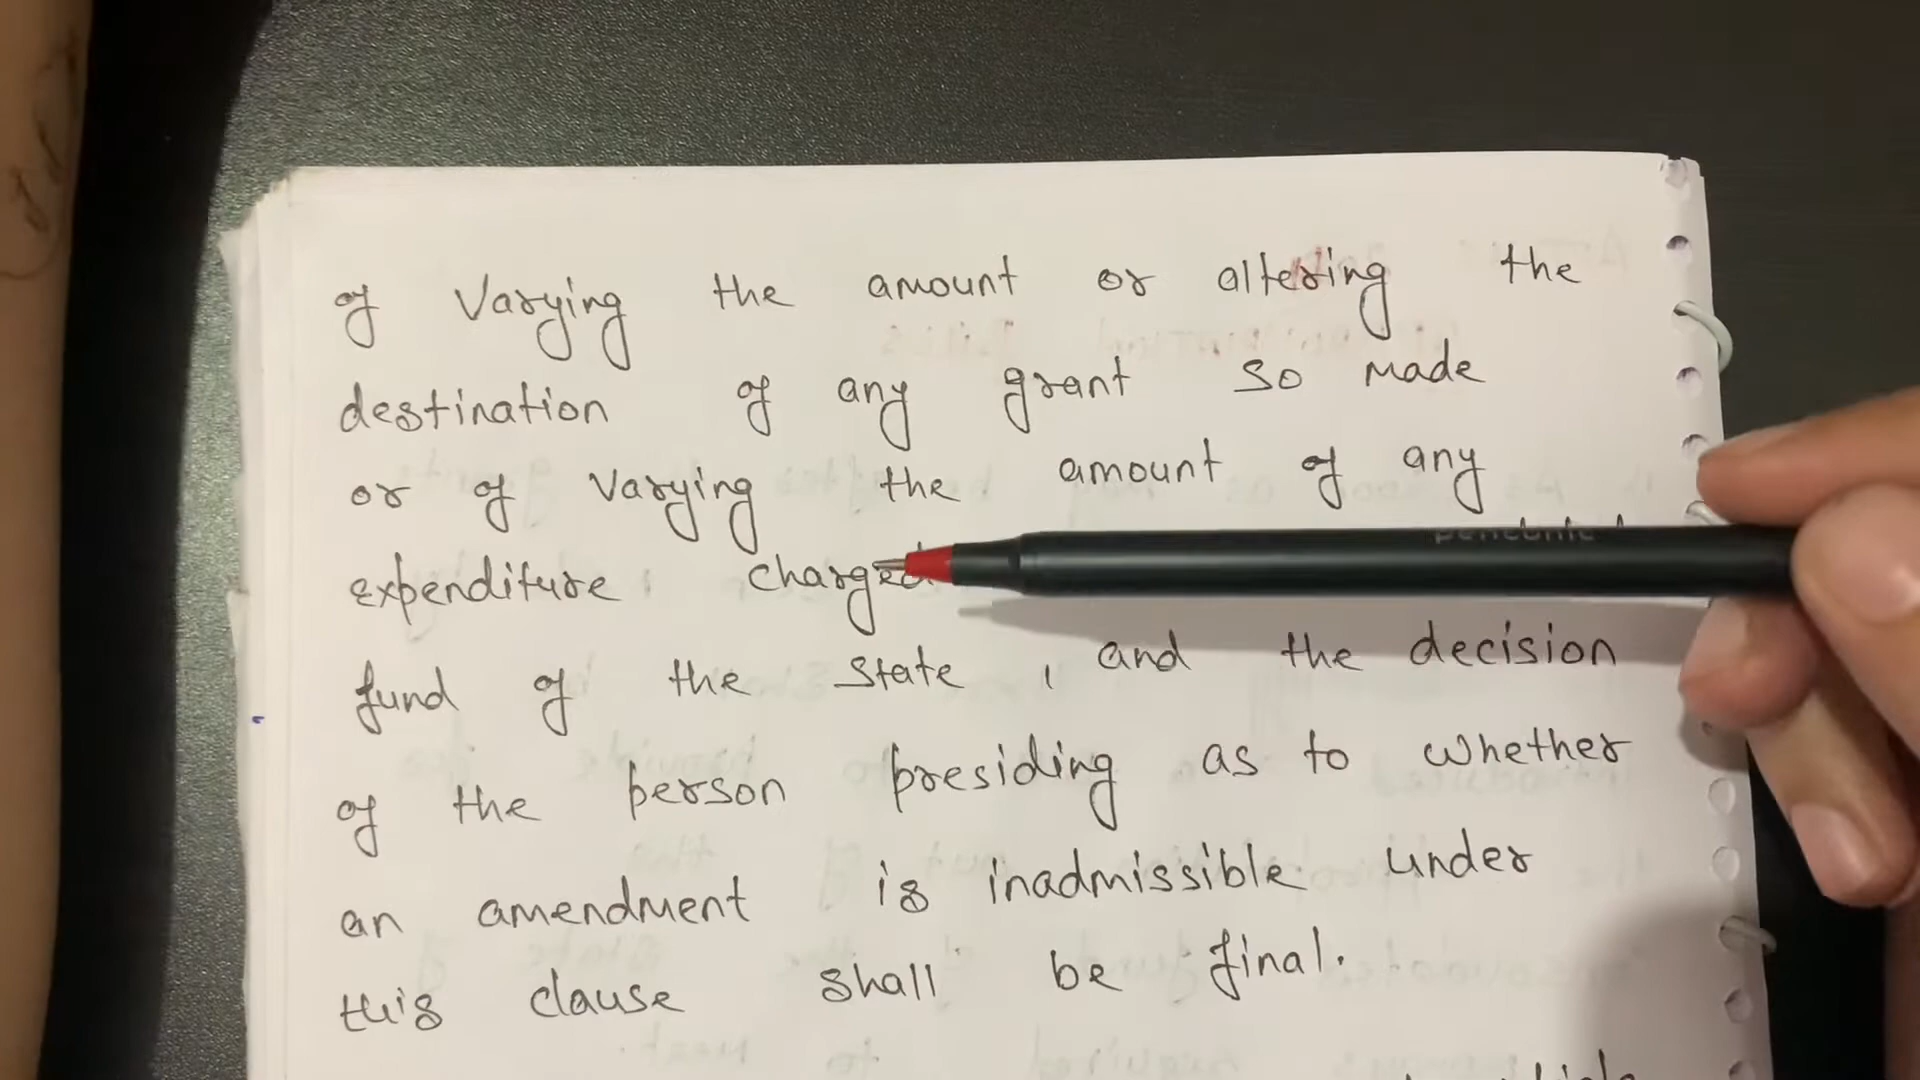 of varying the amount or altering the
destination of any grant so made
or of varying the amount of any
expenditure charged
fund of the state , and the decision
of the person presiding as to whether
an amendment is inadmissible under
this clause shall be final.